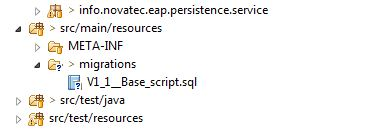 > info.novatec.eap.persistence.service
> src/main/resources
META-INF
> migrations
V1_1__Base_script.sql
> src/test/java
src/test/resources